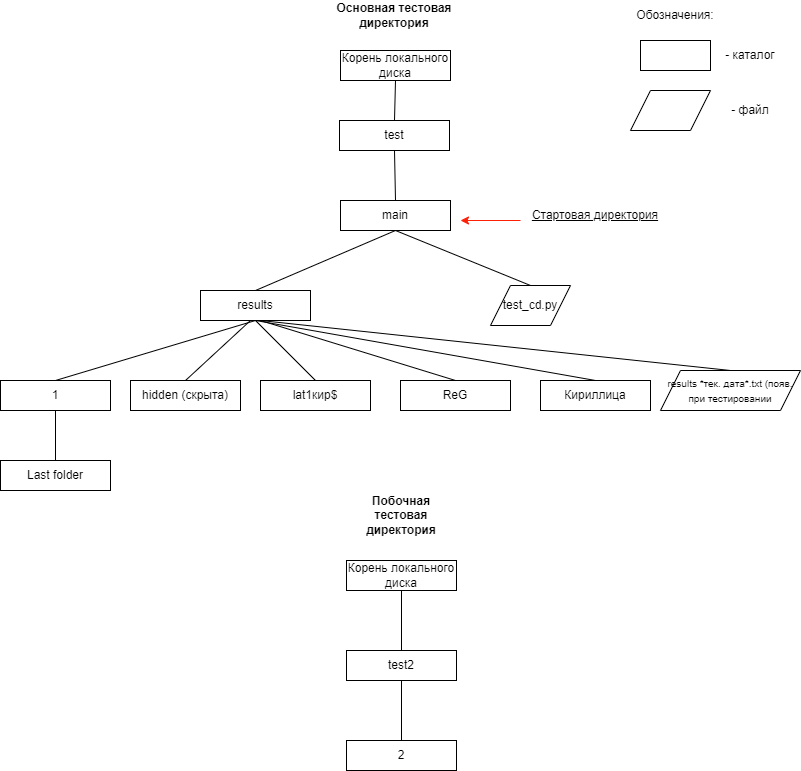 Основная тестовая
директория
Обозначения:
Корень локального
диска
- каталог
- файл
test
main
Стартовая директория
results
test_cd.py
1
hidden (скрыта)
lat1кир$
ReG
Кириллица
results *тек. дата*.txt (появ.
при тестировании
Last folder
Побочная
тестовая
директория
Корень локального
диска
test2
2